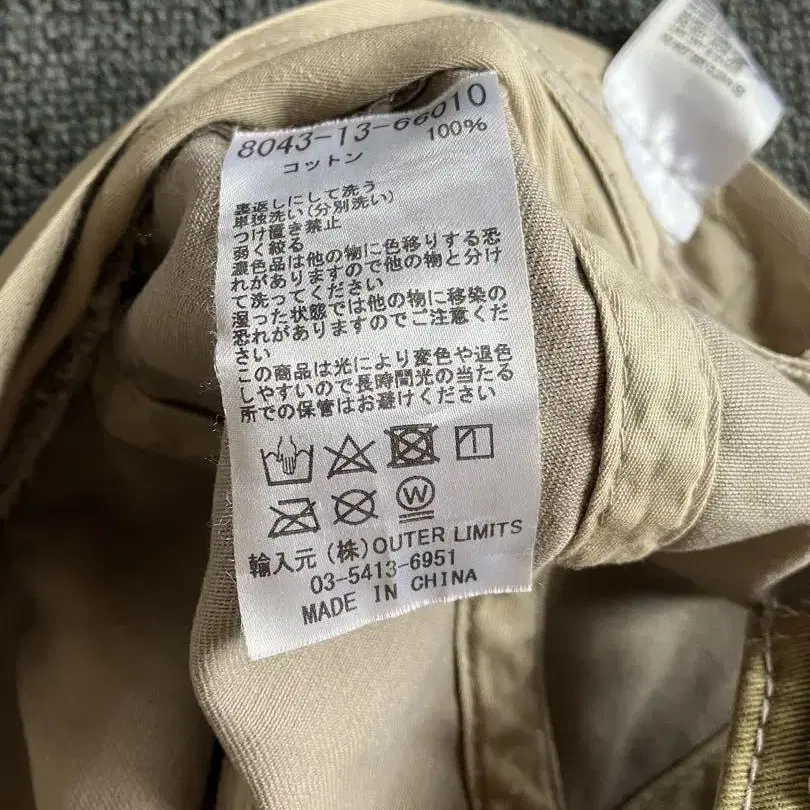 8043-13-66010
コットン 100%
裏返しにして洗う
単独洗い(分別洗い)
つけ置き禁止
弱く絞る
濃色品は他の物に色移りする恐
れがありますので他の物と分け
て洗ってください
湿った状態では他の物に移染の
恐れがありますのでご注意くだ
さい
この商品は光により変色や退色
しやすいので長時間光の当たる
所での保管はお避けください
W
輸入元 (株)OUTER LIMITS
03-5413-6951
MADE IN CHINA